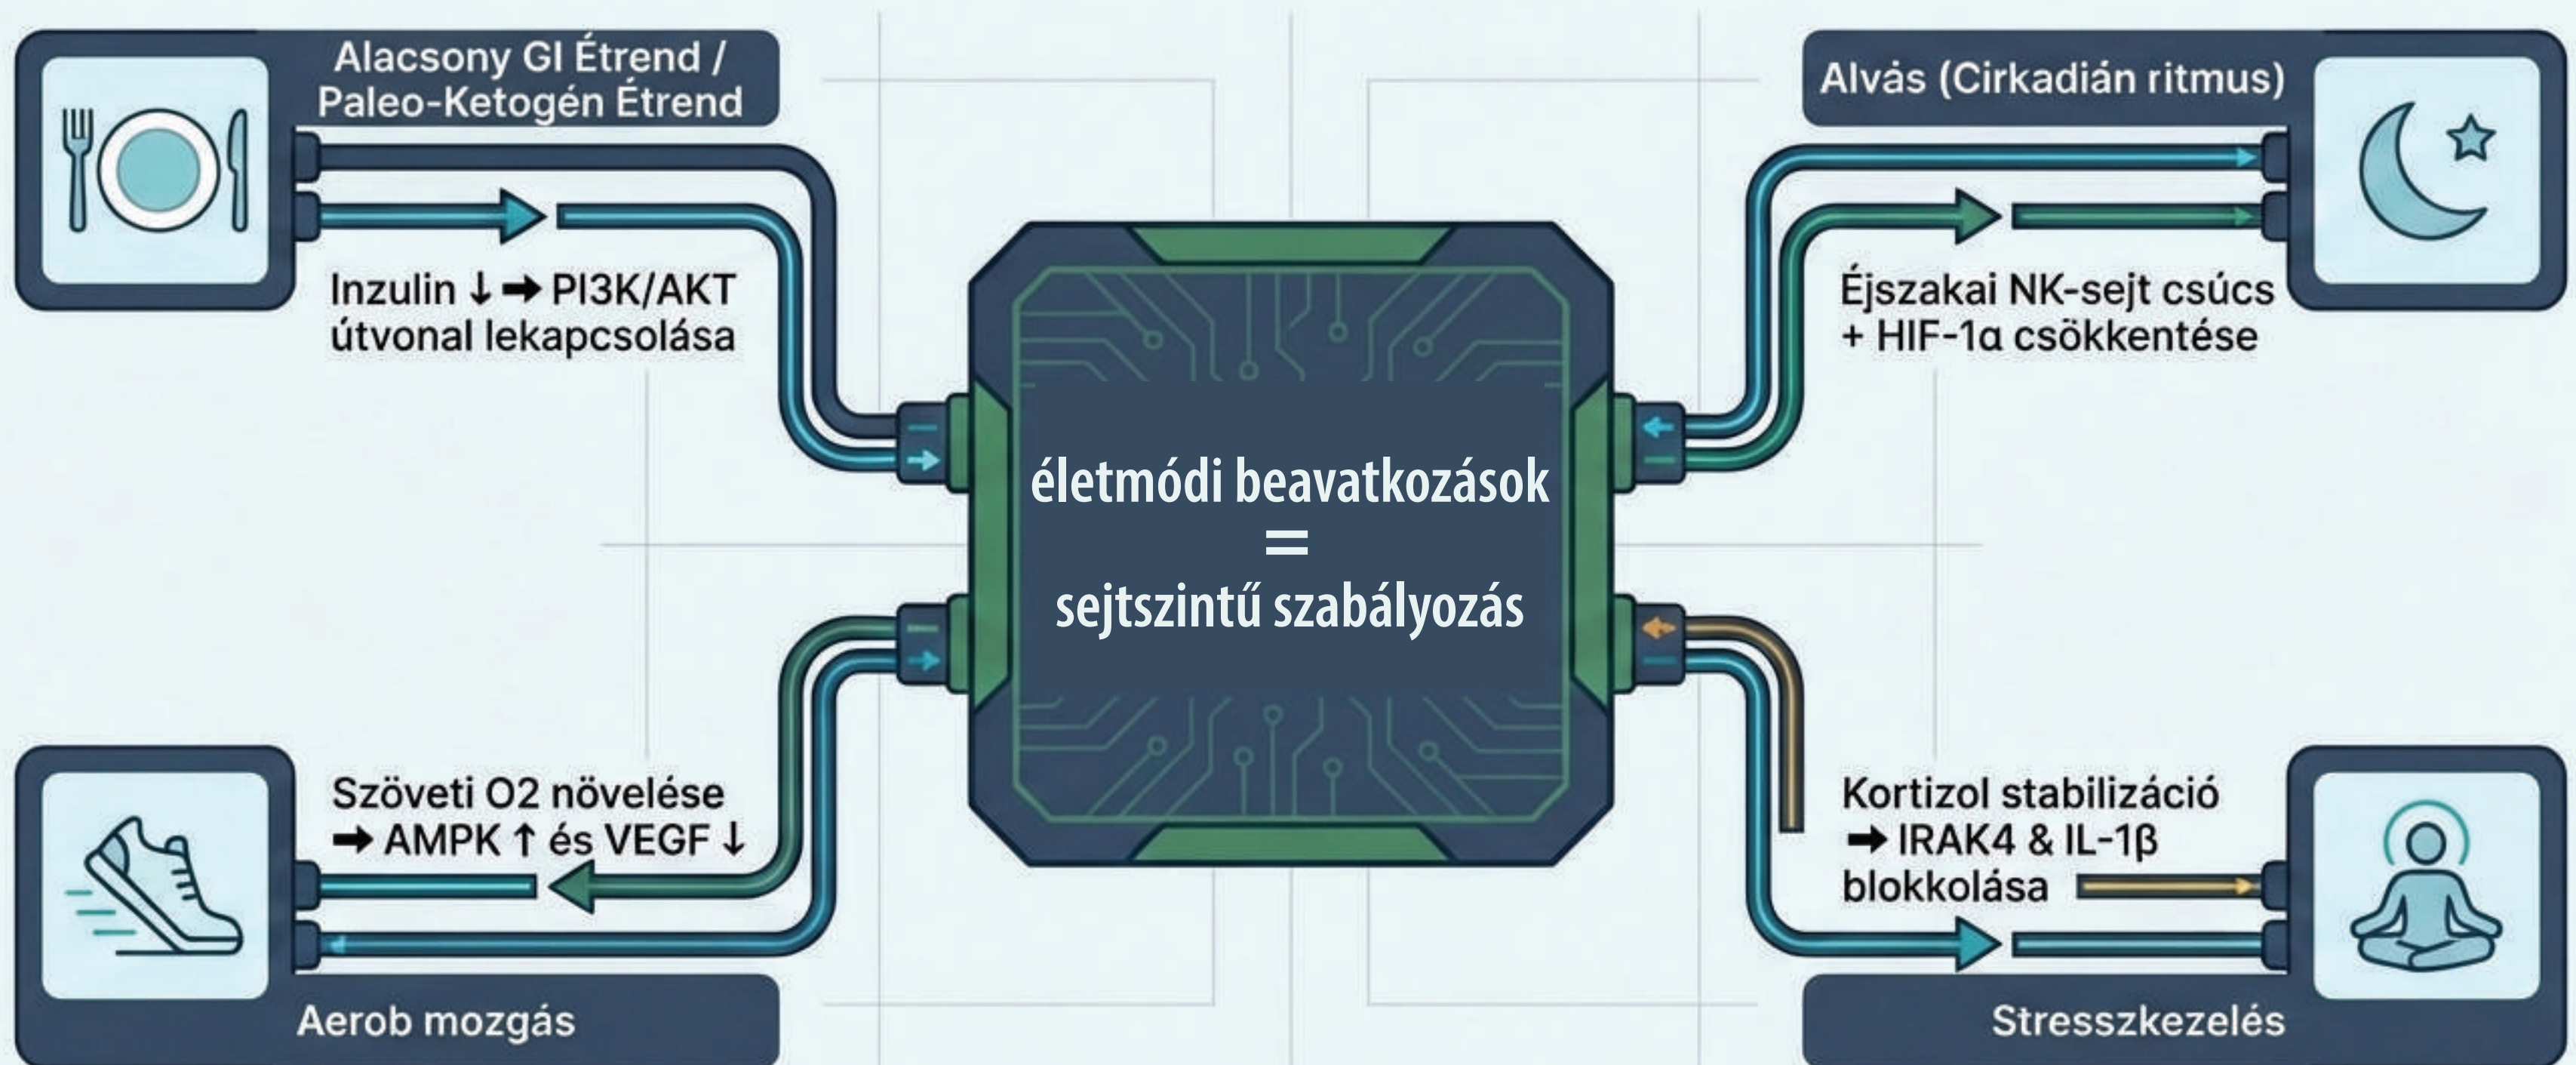 Alacsony GI Étrend /
Paleo-Ketogén Étrend
Inzulin ↓ ➡ PI3K/AKT
útvonal lekapcsolása
Alvás (Cirkadián ritmus)
Éjszakai NK-sejt csúcs
+ HIF-1α csökkentése
életmódi beavatkozások
=
sejtszintű szabályozás
Szöveti O2 növelése
➡ AMPK ↑ és VEGF ↓
Aerob mozgás
Kortizol stabilizáció
➡ IRAK4 & IL-1β
blokkolása
Stresszkezelés